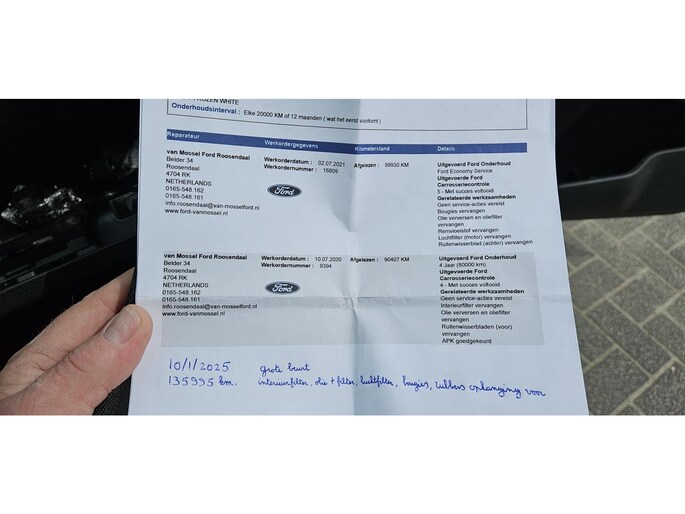 FROZEN WHITE
Onderhoudsinterval : Elke 20000 KM of 12 maanden ( wat het eerst voorkomt )
Reparateur Werkordergegevens Kilometerstand Details
van Mossel Ford Roosendaal Werkorderdatum : 02.07.2021 Afgelezen : 99930 KM Uitgevoerd Ford Onderhoud
Belder 34 Werkordernummer : 16809 Ford Economy Service
Roosendaal Uitgevoerde Ford
4704 RK Carrosseriecontrole
NETHERLANDS 5 - Met succes voltooid
0165-548.162 Gerelateerde werkzaamheden
0165-548.161 Geen service-acties vereist
info.roosendaal@van-mosselford.nl Bougies vervangen
www.ford-vanmossel.nl Olie verversen en oliefilter
vervangen
Remvloeistof vervangen
Luchtfilter (motor) vervangen
Ruitenwisserblad (achter) vervangen
Ford
van Mossel Ford Roosendaal Werkorderdatum : 10.07.2020 Afgelezen : 90407 KM Uitgevoerd Ford Onderhoud
Belder 34 Werkordernummer : 9394 4 Jaar (80000 km)
Roosendaal Uitgevoerde Ford
4704 RK Carrosseriecontrole
NETHERLANDS 4 - Met succes voltooid
0165-548.162 Gerelateerde werkzaamheden
0165-548.161 Geen service-acties vereist
info.roosendaal@van-mosselford.nl Interieurfilter vervangen
www.ford-vanmossel.nl Olie verversen en oliefilter
vervangen
Ruitenwisserbladen (voor)
vervangen
APK goedgekeurd
Ford
10/1/2025 grote beurt
135995 km. interieurfilter, olie + filter, luchtfilter, bougies, rubbers ophanging voor